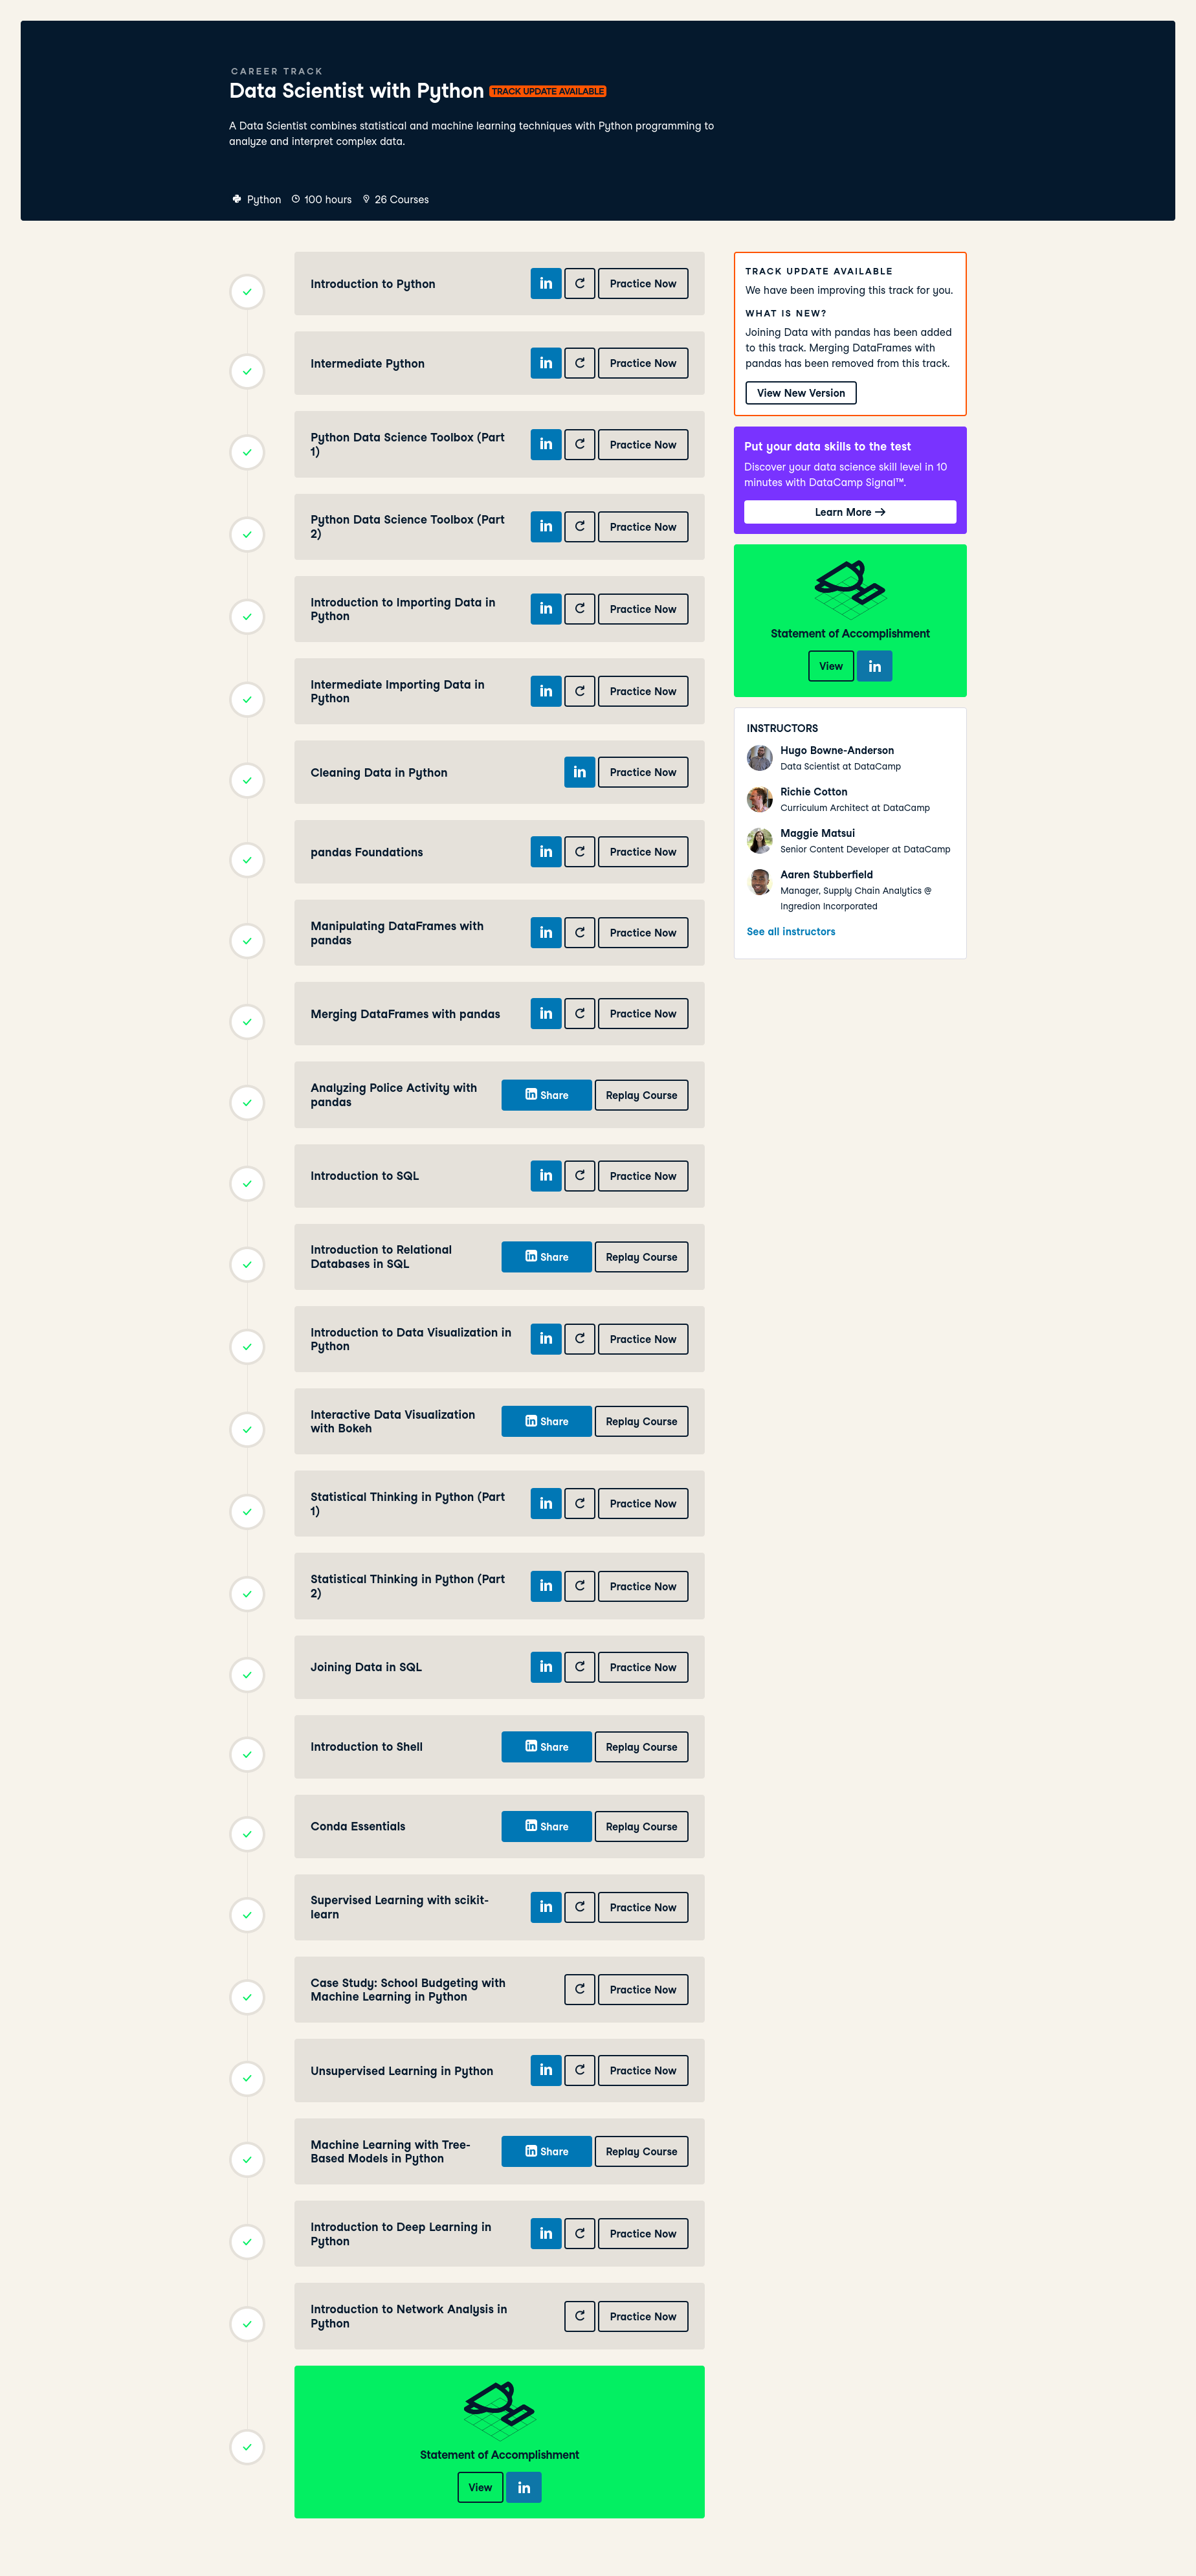 CAREER TRACK
Data Scientist with Python TRACK UPDATE AVAILABLE
A Data Scientist combines statistical and machine learning techniques with Python programming to
analyze and interpret complex data.
Python 100 hours 26 Courses
Introduction to Python
in Practice Now
Intermediate Python
in Practice Now
Python Data Science Toolbox (Part
1)
in Practice Now
Python Data Science Toolbox (Part
2)
in Practice Now
Introduction to Importing Data in
Python
in Practice Now
Intermediate Importing Data in
Python
in Practice Now
Cleaning Data in Python
in Practice Now
pandas Foundations
in Practice Now
Manipulating DataFrames with
pandas
in Practice Now
Merging DataFrames with pandas
in Practice Now
Analyzing Police Activity with
pandas
in Share Replay Course
Introduction to SQL
in Practice Now
Introduction to Relational
Databases in SQL
in Share Replay Course
Introduction to Data Visualization in
Python
in Practice Now
Interactive Data Visualization
with Bokeh
in Share Replay Course
Statistical Thinking in Python (Part
1)
in Practice Now
Statistical Thinking in Python (Part
2)
in Practice Now
Joining Data in SQL
in Practice Now
Introduction to Shell
in Share Replay Course
Conda Essentials
in Share Replay Course
Supervised Learning with scikit-
learn
in Practice Now
Case Study: School Budgeting with
Machine Learning in Python
Practice Now
Unsupervised Learning in Python
in Practice Now
Machine Learning with Tree-
Based Models in Python
in Share Replay Course
Introduction to Deep Learning in
Python
in Practice Now
Introduction to Network Analysis in
Python
Practice Now
Statement of Accomplishment
View in
TRACK UPDATE AVAILABLE
We have been improving this track for you.
WHAT IS NEW?
Joining Data with pandas has been added
to this track. Merging DataFrames with
pandas has been removed from this track.
View New Version
Put your data skills to the test
Discover your data science skill level in 10
minutes with DataCamp Signal™.
Learn More →
Statement of Accomplishment
View in
INSTRUCTORS
Hugo Bowne-Anderson
Data Scientist at DataCamp
Richie Cotton
Curriculum Architect at DataCamp
Maggie Matsui
Senior Content Developer at DataCamp
Aaren Stubberfield
Manager, Supply Chain Analytics @
Ingredion Incorporated
See all instructors